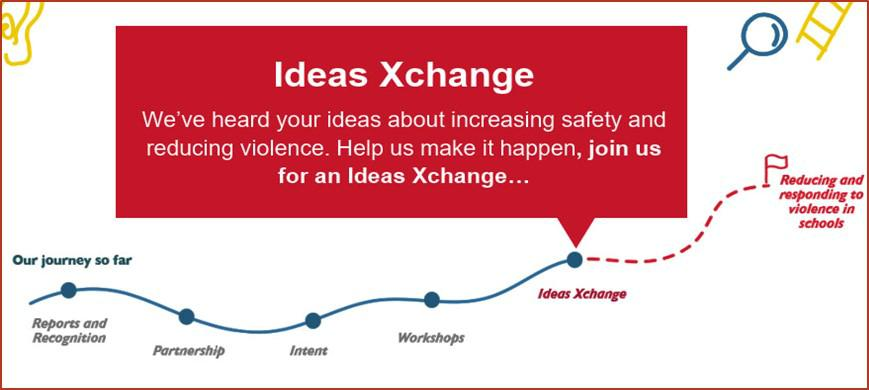 Ideas Xchange
We've heard your ideas about increasing safety and
reducing violence. Help us make it happen, join us
for an Ideas Xchange...
Reducing and
responding to
violence in
schools
Our journey so far
Ideas Xchange
Reports and
Recognition
Partnership
Intent
Workshops